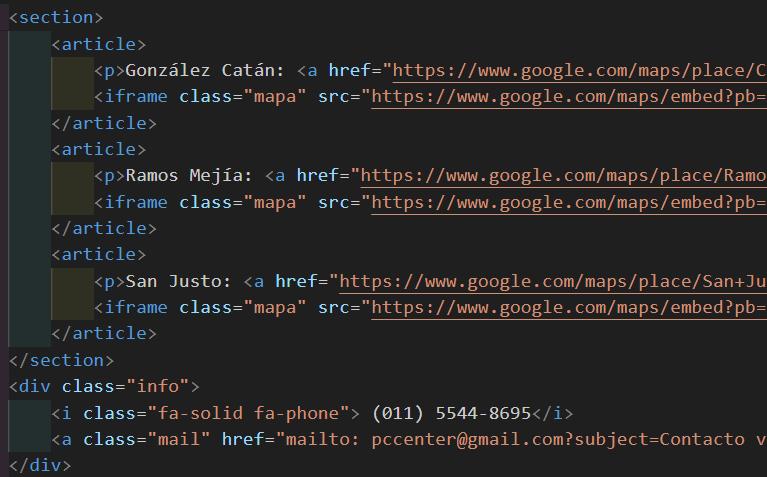 <section>
<article>
<p>González Catán: <a href="https://www.google.com/maps/place/C
<iframe class="mapa" src="https://www.google.com/maps/embed?pb=
</article>
<article>
<p>Ramos Mejía: <a href="https://www.google.com/maps/place/Ramo
<iframe class="mapa" src="https://www.google.com/maps/embed?pb=
</article>
<article>
<p>San Justo: <a href="https://www.google.com/maps/place/San+Ju
<iframe class="mapa" src="https://www.google.com/maps/embed?pb=
</article>
</section>
<div class="info">
<i class="fa-solid fa-phone"> (011) 5544-8695</i>
<a class="mail" href="mailto: pccenter@gmail.com?subject=Contacto v
</div>